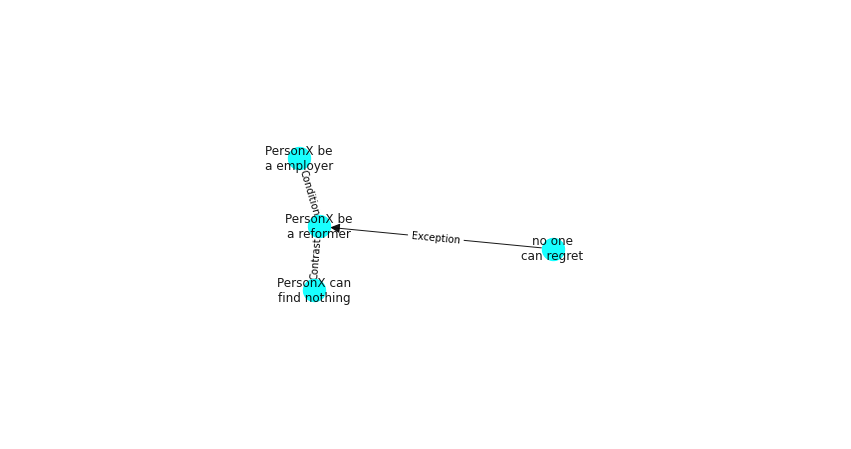 PersonX be
a employer
Condition
PersonX be
a reformer
Exception
no one
can regret
Contrast
PersonX can
find nothing